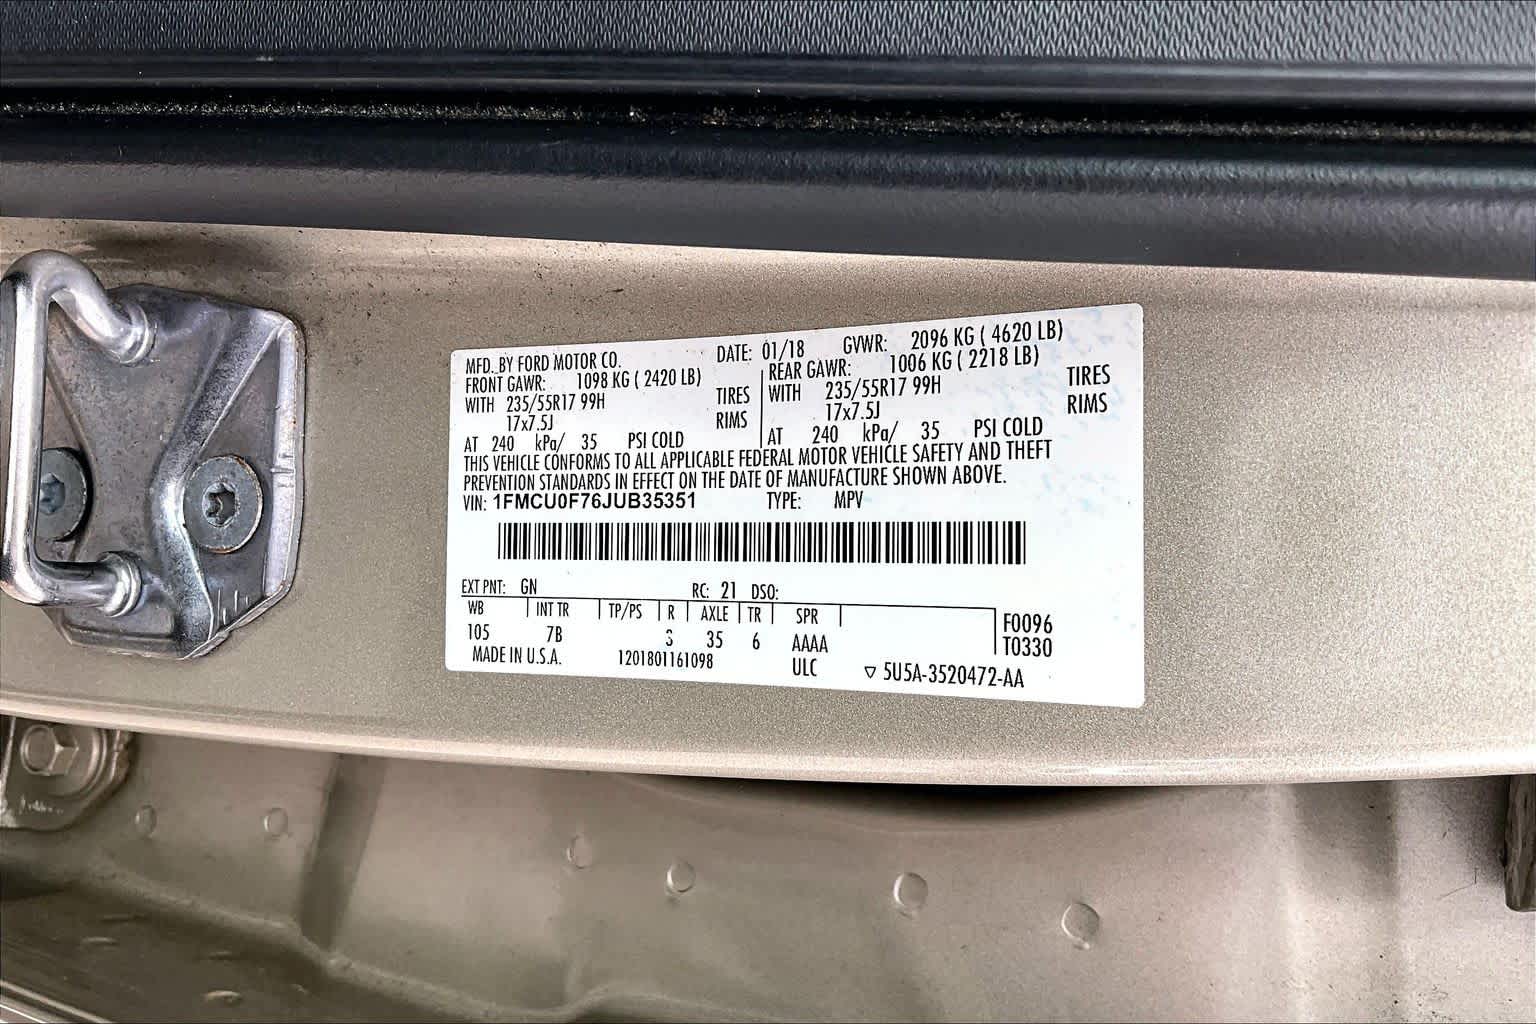 MFD. BY FORD MOTOR CO. DATE: 01/18 GVWR: 2096 KG ( 4620 LB)
FRONT GAWR: 1098 KG ( 2420 LB) REAR GAWR: 1006 KG ( 2218 LB)
WITH 235/55R17 99H TIRES WITH 235/55R17 99H TIRES
17x7.5J RIMS 17x7.5J RIMS
AT 240 kPa/ 35 PSI COLD AT 240 kPa/ 35 PSI COLD
THIS VEHICLE CONFORMS TO ALL APPLICABLE FEDERAL MOTOR VEHICLE SAFETY AND THEFT
PREVENTION STANDARDS IN EFFECT ON THE DATE OF MANUFACTURE SHOWN ABOVE.
VIN: 1FMCU0F76JUB35351 TYPE: MPV
EXT PNT: GN RC: 21 DSO:
WB INT TR TP/PS R AXLE TR SPR F0096
105 7B 3 35 6 AAAA T0330
MADE IN U.S.A. 1201801161098 ULC ▽ 5U5A-3520472-AA